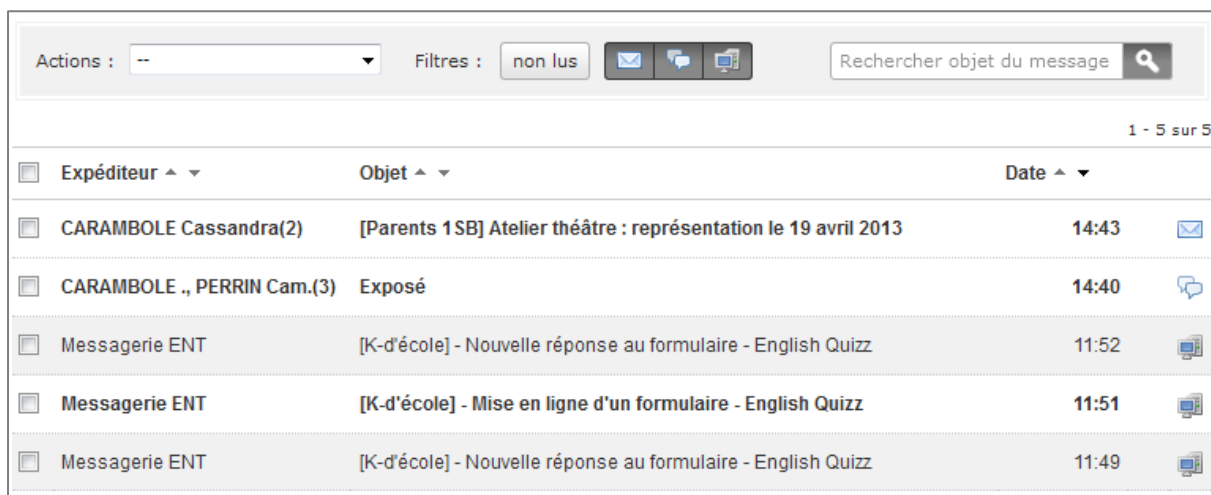 Actions : -- Filtres : non lus Rechercher objet du message
1 - 5 sur 5
Expéditeur Objet Date
CARAMBOLE Cassandra(2) [Parents 1SB] Atelier théâtre : représentation le 19 avril 2013 14:43
CARAMBOLE ., PERRIN Cam.(3) Exposé 14:40
Messagerie ENT [K-d'école] - Nouvelle réponse au formulaire - English Quizz 11:52
Messagerie ENT [K-d'école] - Mise en ligne d'un formulaire - English Quizz 11:51
Messagerie ENT [K-d'école] - Nouvelle réponse au formulaire - English Quizz 11:49